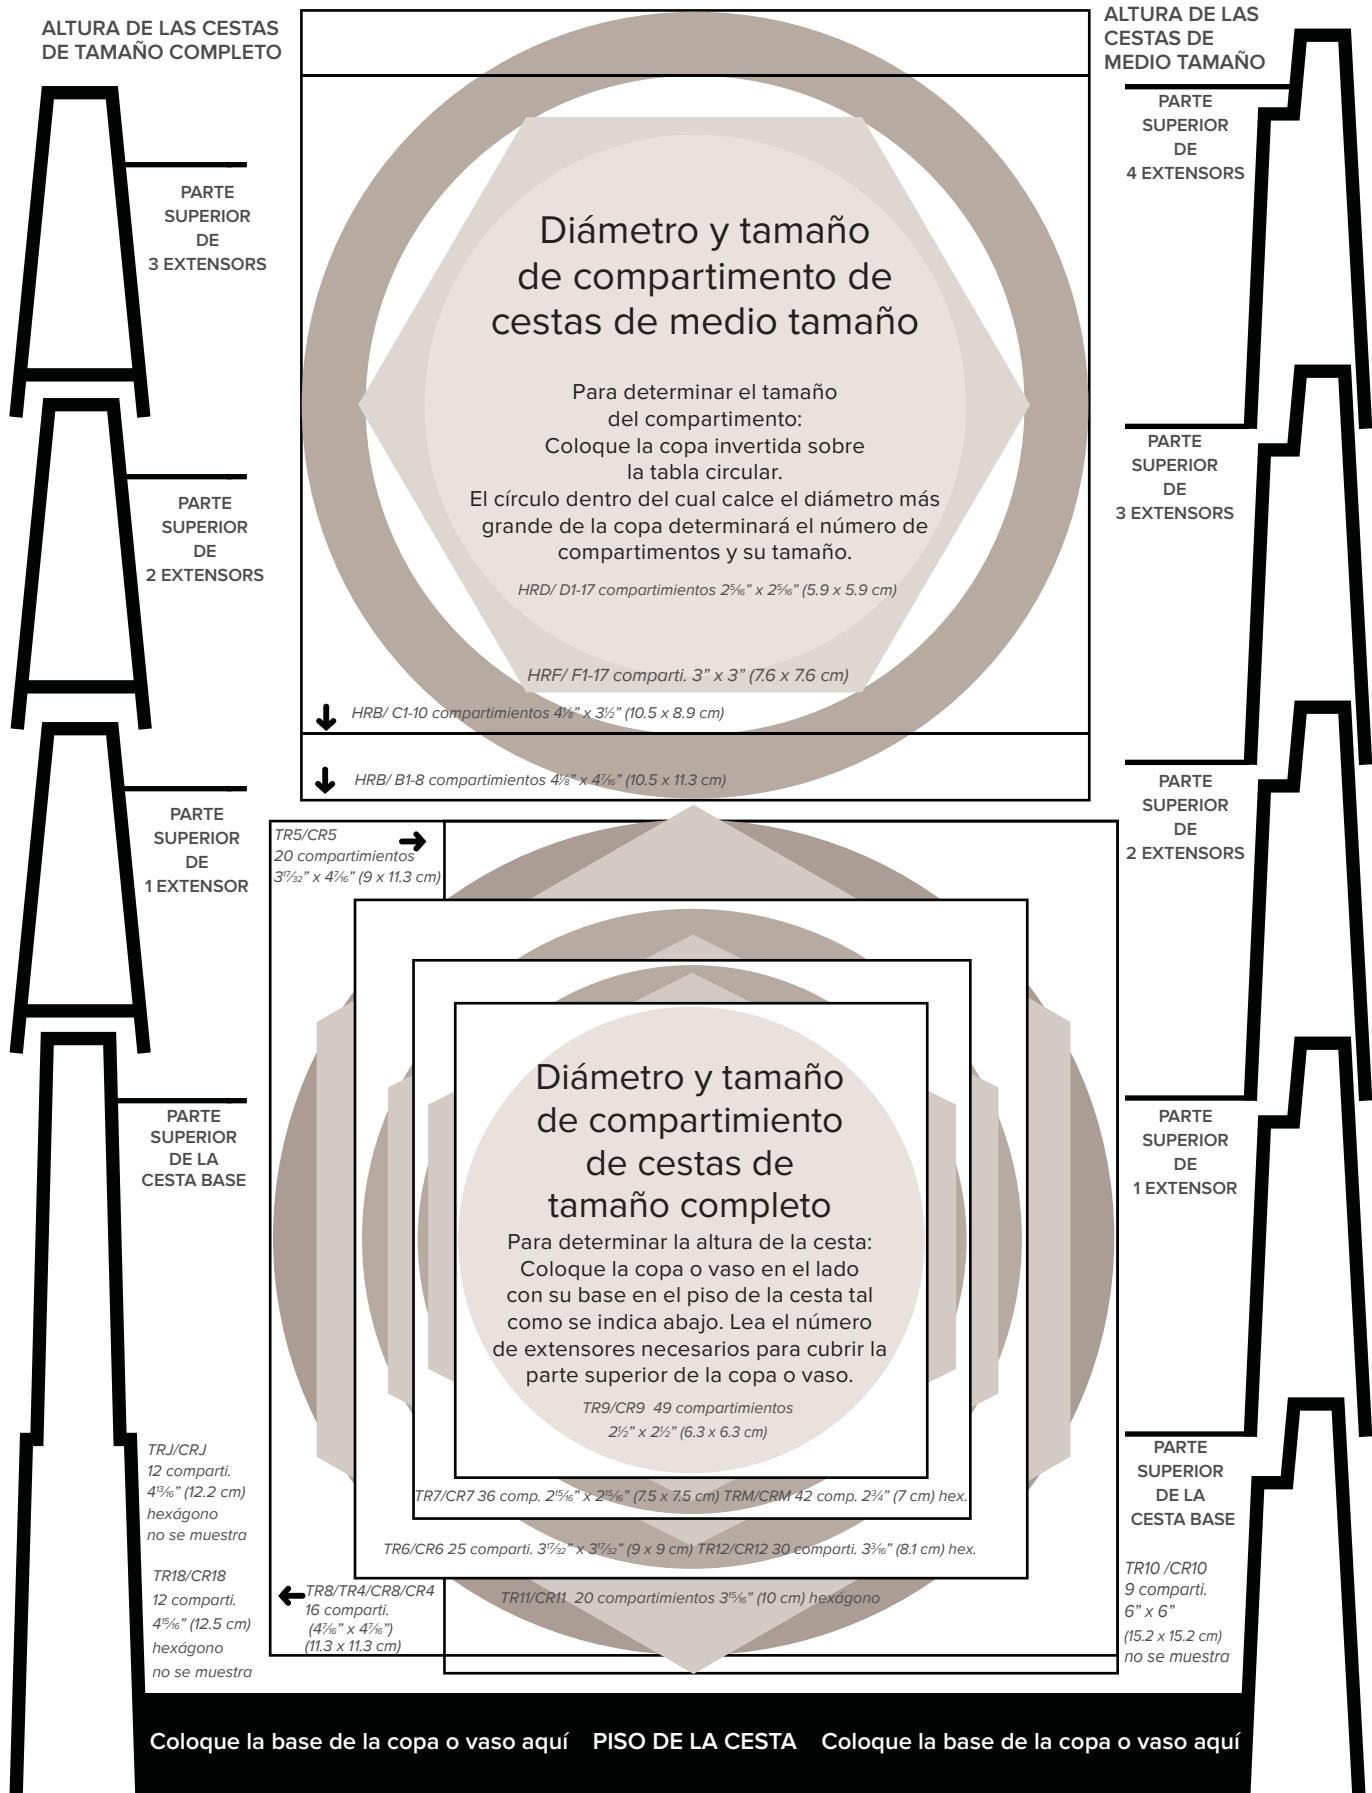 ALTURA DE LAS CESTAS
DE TAMAÑO COMPLETO
PARTE
SUPERIOR
DE
3 EXTENSORS
PARTE
SUPERIOR
DE
2 EXTENSORS
PARTE
SUPERIOR
DE
1 EXTENSOR
PARTE
SUPERIOR
DE LA
CESTA BASE
TRJ/CRJ
12 comparti.
4¹³⁄₁₆” (12.2 cm)
hexágono
no se muestra
TR18/CR18
12 comparti.
4¹⁵⁄₁₆” (12.5 cm)
hexágono
no se muestra
Diámetro y tamaño
de compartimento de
cestas de medio tamaño
Para determinar el tamaño
del compartimento:
Coloque la copa invertida sobre
la tabla circular.
El círculo dentro del cual calce el diámetro más
grande de la copa determinará el número de
compartimentos y su tamaño.
HRD/ D1-17 compartimientos 2⁵⁄₁₆” x 2⁵⁄₁₆” (5.9 x 5.9 cm)
HRF/ F1-17 comparti. 3” x 3” (7.6 x 7.6 cm)
HRB/ C1-10 compartimientos 4⅛” x 3½” (10.5 x 8.9 cm)
HRB/ B1-8 compartimientos 4⅛” x 4⁷⁄₁₆” (10.5 x 11.3 cm)
TR5/CR5
20 compartimientos
3¹⁷⁄₃₂” x 4⁷⁄₁₆” (9 x 11.3 cm)
Diámetro y tamaño
de compartimiento
de cestas de
tamaño completo
Para determinar la altura de la cesta:
Coloque la copa o vaso en el lado
con su base en el piso de la cesta tal
como se indica abajo. Lea el número
de extensores necesarios para cubrir la
parte superior de la copa o vaso.
TR9/CR9 49 compartimientos
2½” x 2½” (6.3 x 6.3 cm)
TR7/CR7 36 comp. 2¹⁵⁄₁₆” x 2¹⁵⁄₁₆” (7.5 x 7.5 cm) TRM/CRM 42 comp. 2¾” (7 cm) hex.
TR6/CR6 25 comparti. 3¹⁷⁄₃₂” x 3¹⁷⁄₃₂” (9 x 9 cm) TR12/CR12 30 comparti. 3³⁄₁₆” (8.1 cm) hex.
TR11/CR11 20 compartimientos 3¹⁵⁄₁₆” (10 cm) hexágono
TR8/TR4/CR8/CR4
16 comparti.
(4⁷⁄₁₆” x 4⁷⁄₁₆”)
(11.3 x 11.3 cm)
ALTURA DE LAS
CESTAS DE
MEDIO TAMAÑO
PARTE
SUPERIOR
DE
4 EXTENSORS
PARTE
SUPERIOR
DE
3 EXTENSORS
PARTE
SUPERIOR
DE
2 EXTENSORS
PARTE
SUPERIOR
DE
1 EXTENSOR
PARTE
SUPERIOR
DE LA
CESTA BASE
TR10 /CR10
9 comparti.
6” x 6”
(15.2 x 15.2 cm)
no se muestra
Coloque la base de la copa o vaso aquí PISO DE LA CESTA Coloque la base de la copa o vaso aquí